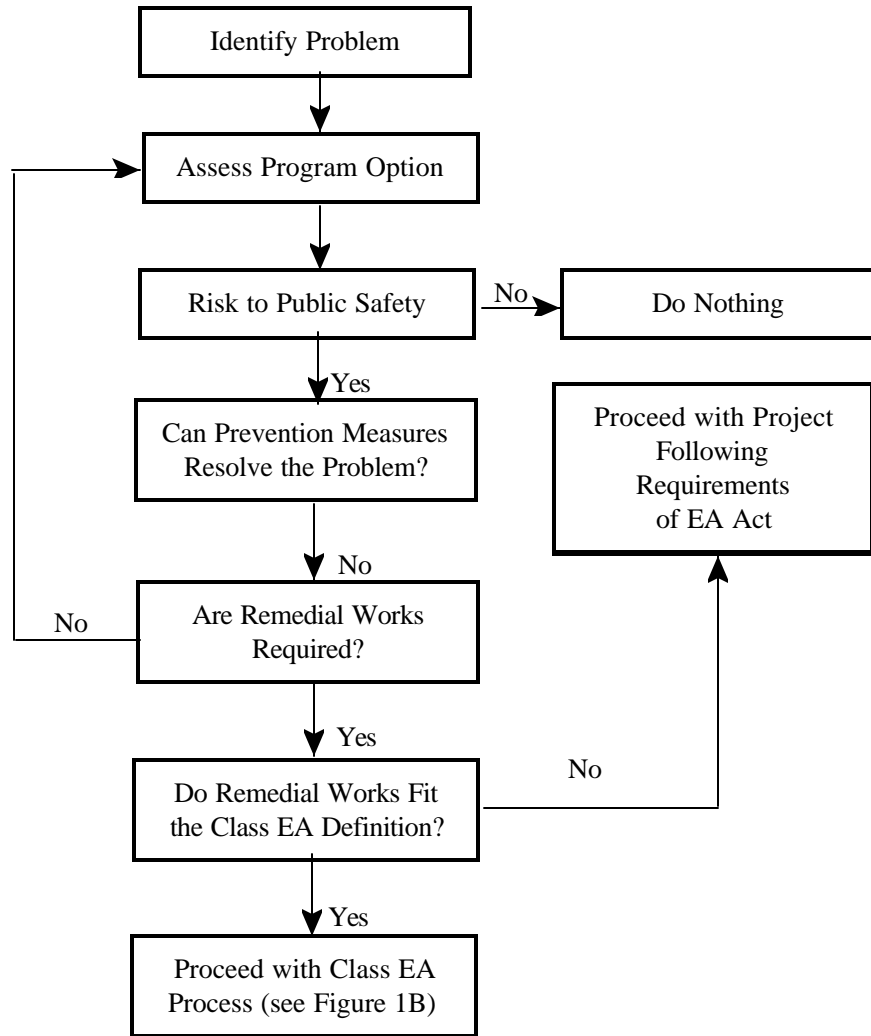 Identify Problem
Assess Program Option
Risk to Public Safety
No
Do Nothing
Yes
Can Prevention Measures
Resolve the Problem?
Proceed with Project
Following
Requirements
of EA Act
No
Are Remedial Works
Required?
No
Yes
No
Do Remedial Works Fit
the Class EA Definition?
Yes
Proceed with Class EA
Process (see Figure 1B)